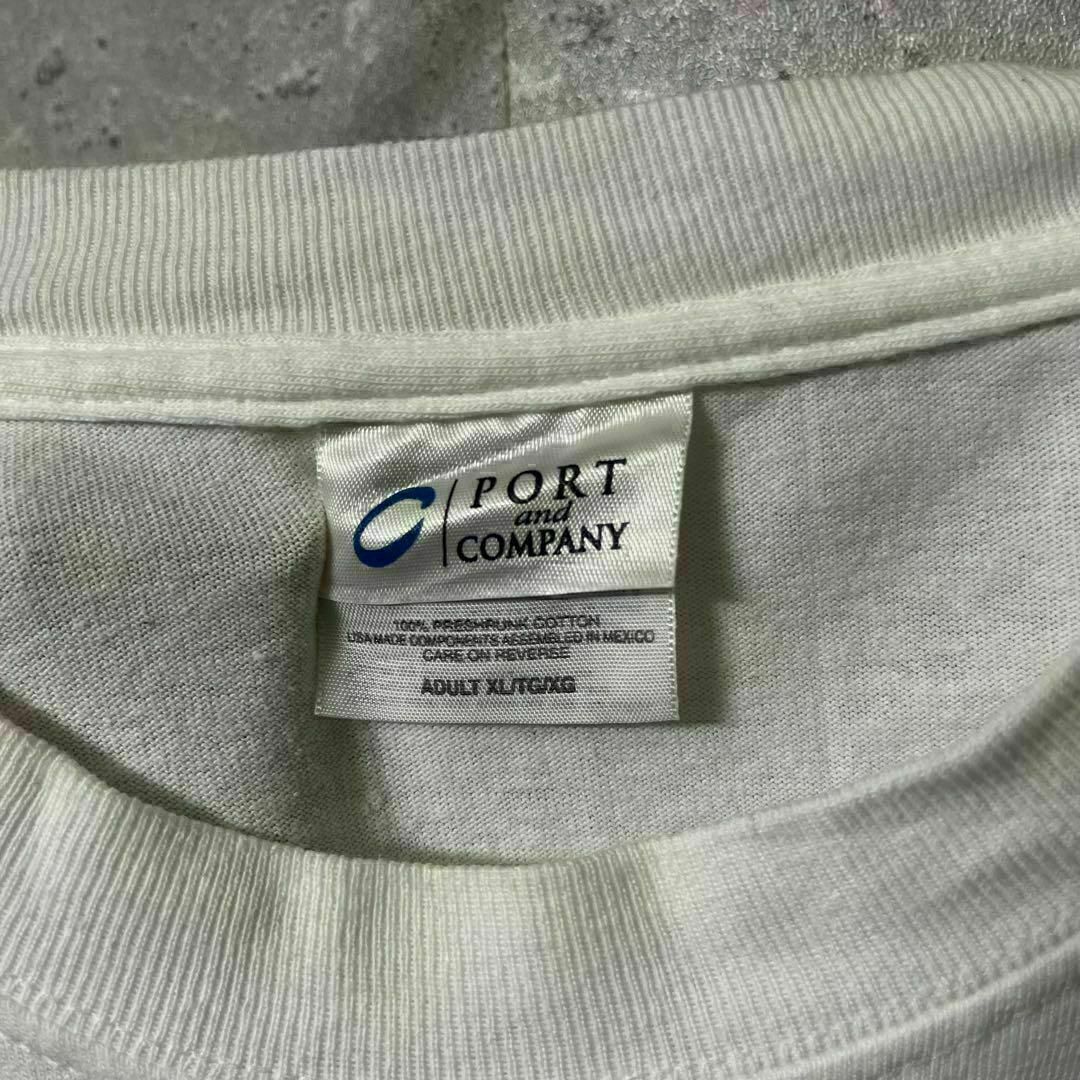 PORT
and
COMPANY
100% PRESHRUNK COTTON
USA MADE COMPONENTS ASSEMBLED IN MEXICO
CARE ON REVERSE
ADULT XL/TG/XG